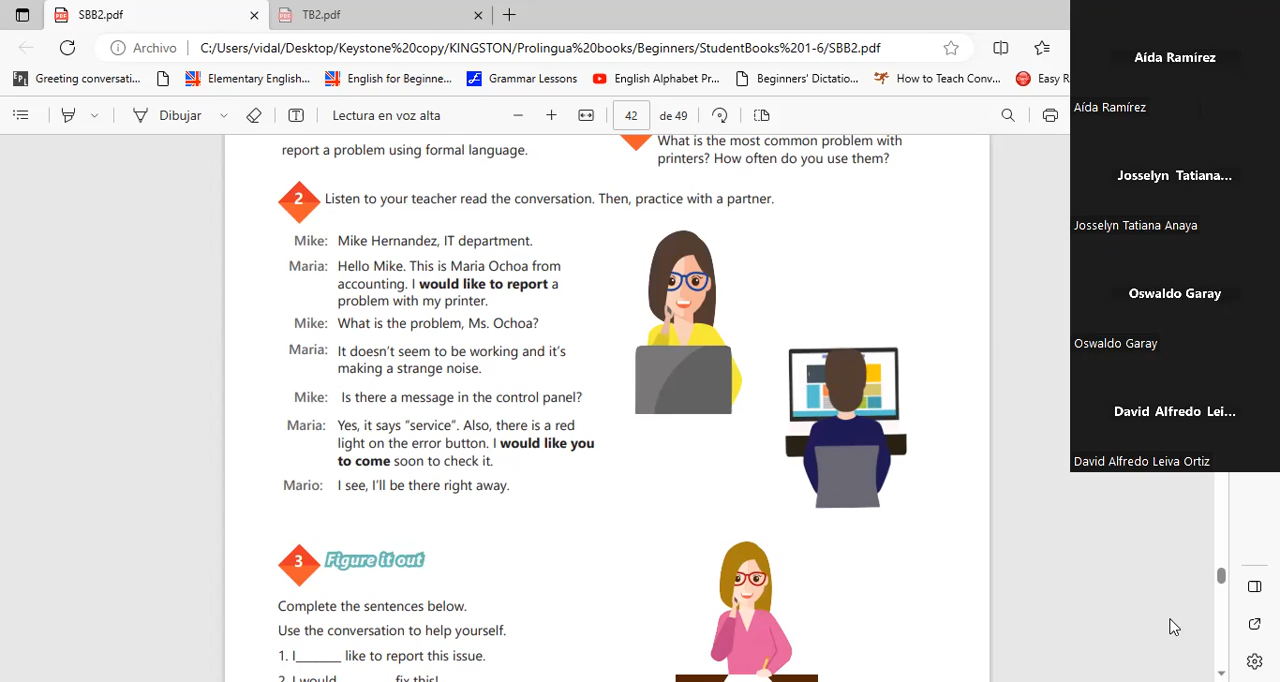 SBB2.pdf
TB2.pdf
Archivo
C:/Users/vidal/Desktop/Keystone%20copy/KINGSTON/Prolingua%20books/Beginners/StudentBooks%201-6/SBB2.pdf
Greeting conversati...
Elementary English...
English for Beginne...
Grammar Lessons
English Alphabet Pr...
Beginners' Dictatio...
How to Teach Conv...
Easy R
Dibujar
Lectura en voz alta
42
de 49
report a problem using formal language.
What is the most common problem with
printers? How often do you use them?
2 Listen to your teacher read the conversation. Then, practice with a partner.
Mike: Mike Hernandez, IT department.
Maria: Hello Mike. This is Maria Ochoa from
accounting. I would like to report a
problem with my printer.
Mike: What is the problem, Ms. Ochoa?
Maria: It doesn't seem to be working and it's
making a strange noise.
Mike: Is there a message in the control panel?
Maria: Yes, it says "service". Also, there is a red
light on the error button. I would like you
to come soon to check it.
Mario: I see, I'll be there right away.
3 Figure it out
Complete the sentences below.
Use the conversation to help yourself.
1. I______ like to report this issue.
2. I would _______ fix this!
Aída Ramírez
Aída Ramírez
Josselyn Tatiana...
Josselyn Tatiana Anaya
Oswaldo Garay
Oswaldo Garay
David Alfredo Lei...
David Alfredo Leiva Ortiz